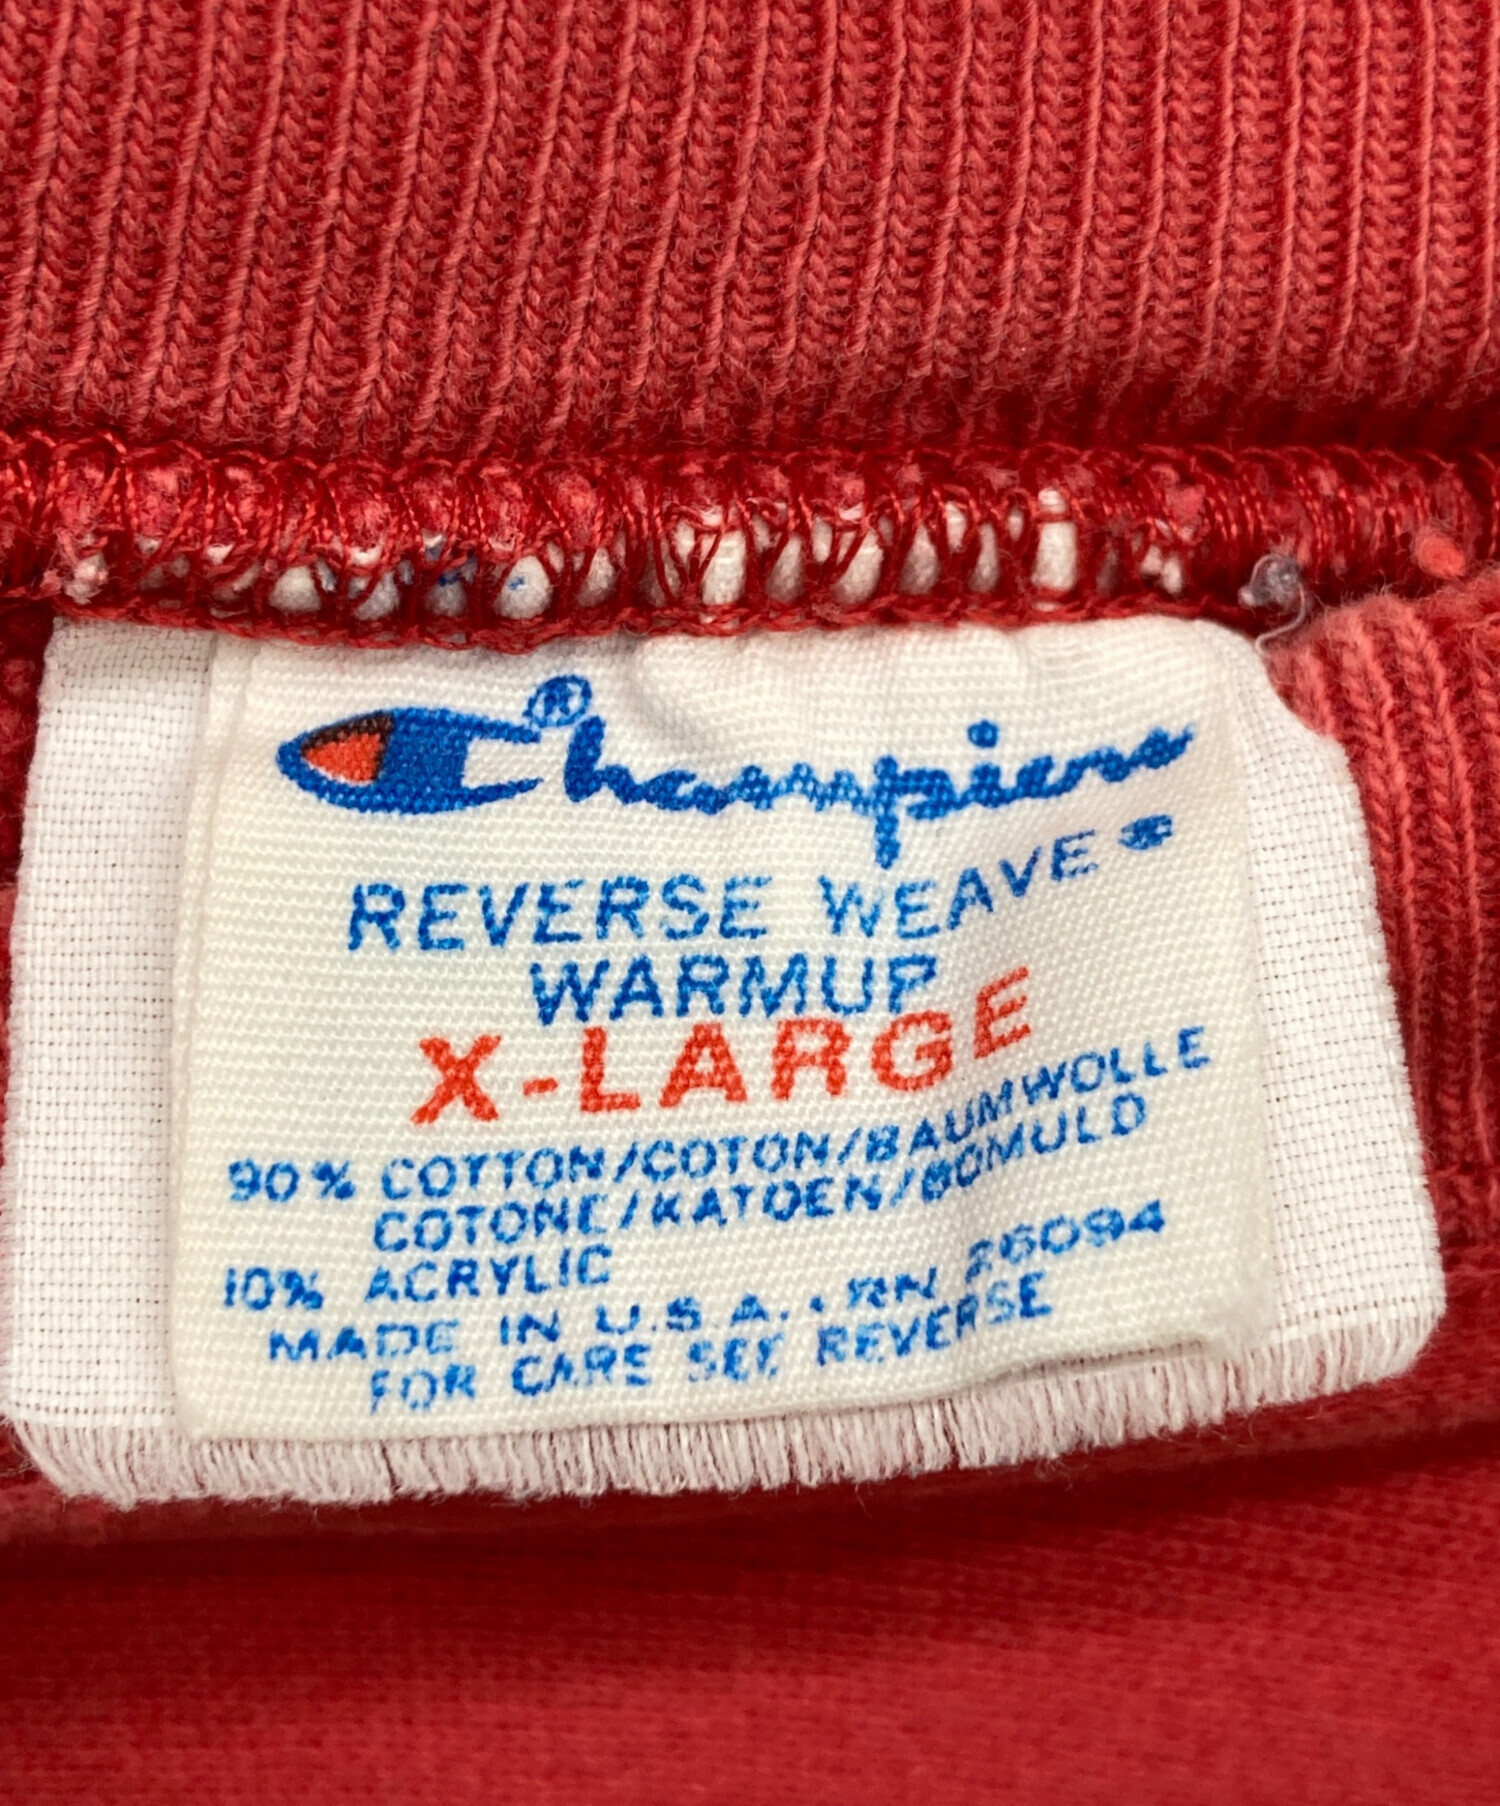 Champion®
REVERSE WEAVE®
WARMUP
X-LARGE
90% COTTON/COTON/BAUMWOLLE
COTONE/KATOEN/BOMULD
10% ACRYLIC
MADE IN U.S.A. • RN 26094
FOR CARE SEE REVERSE